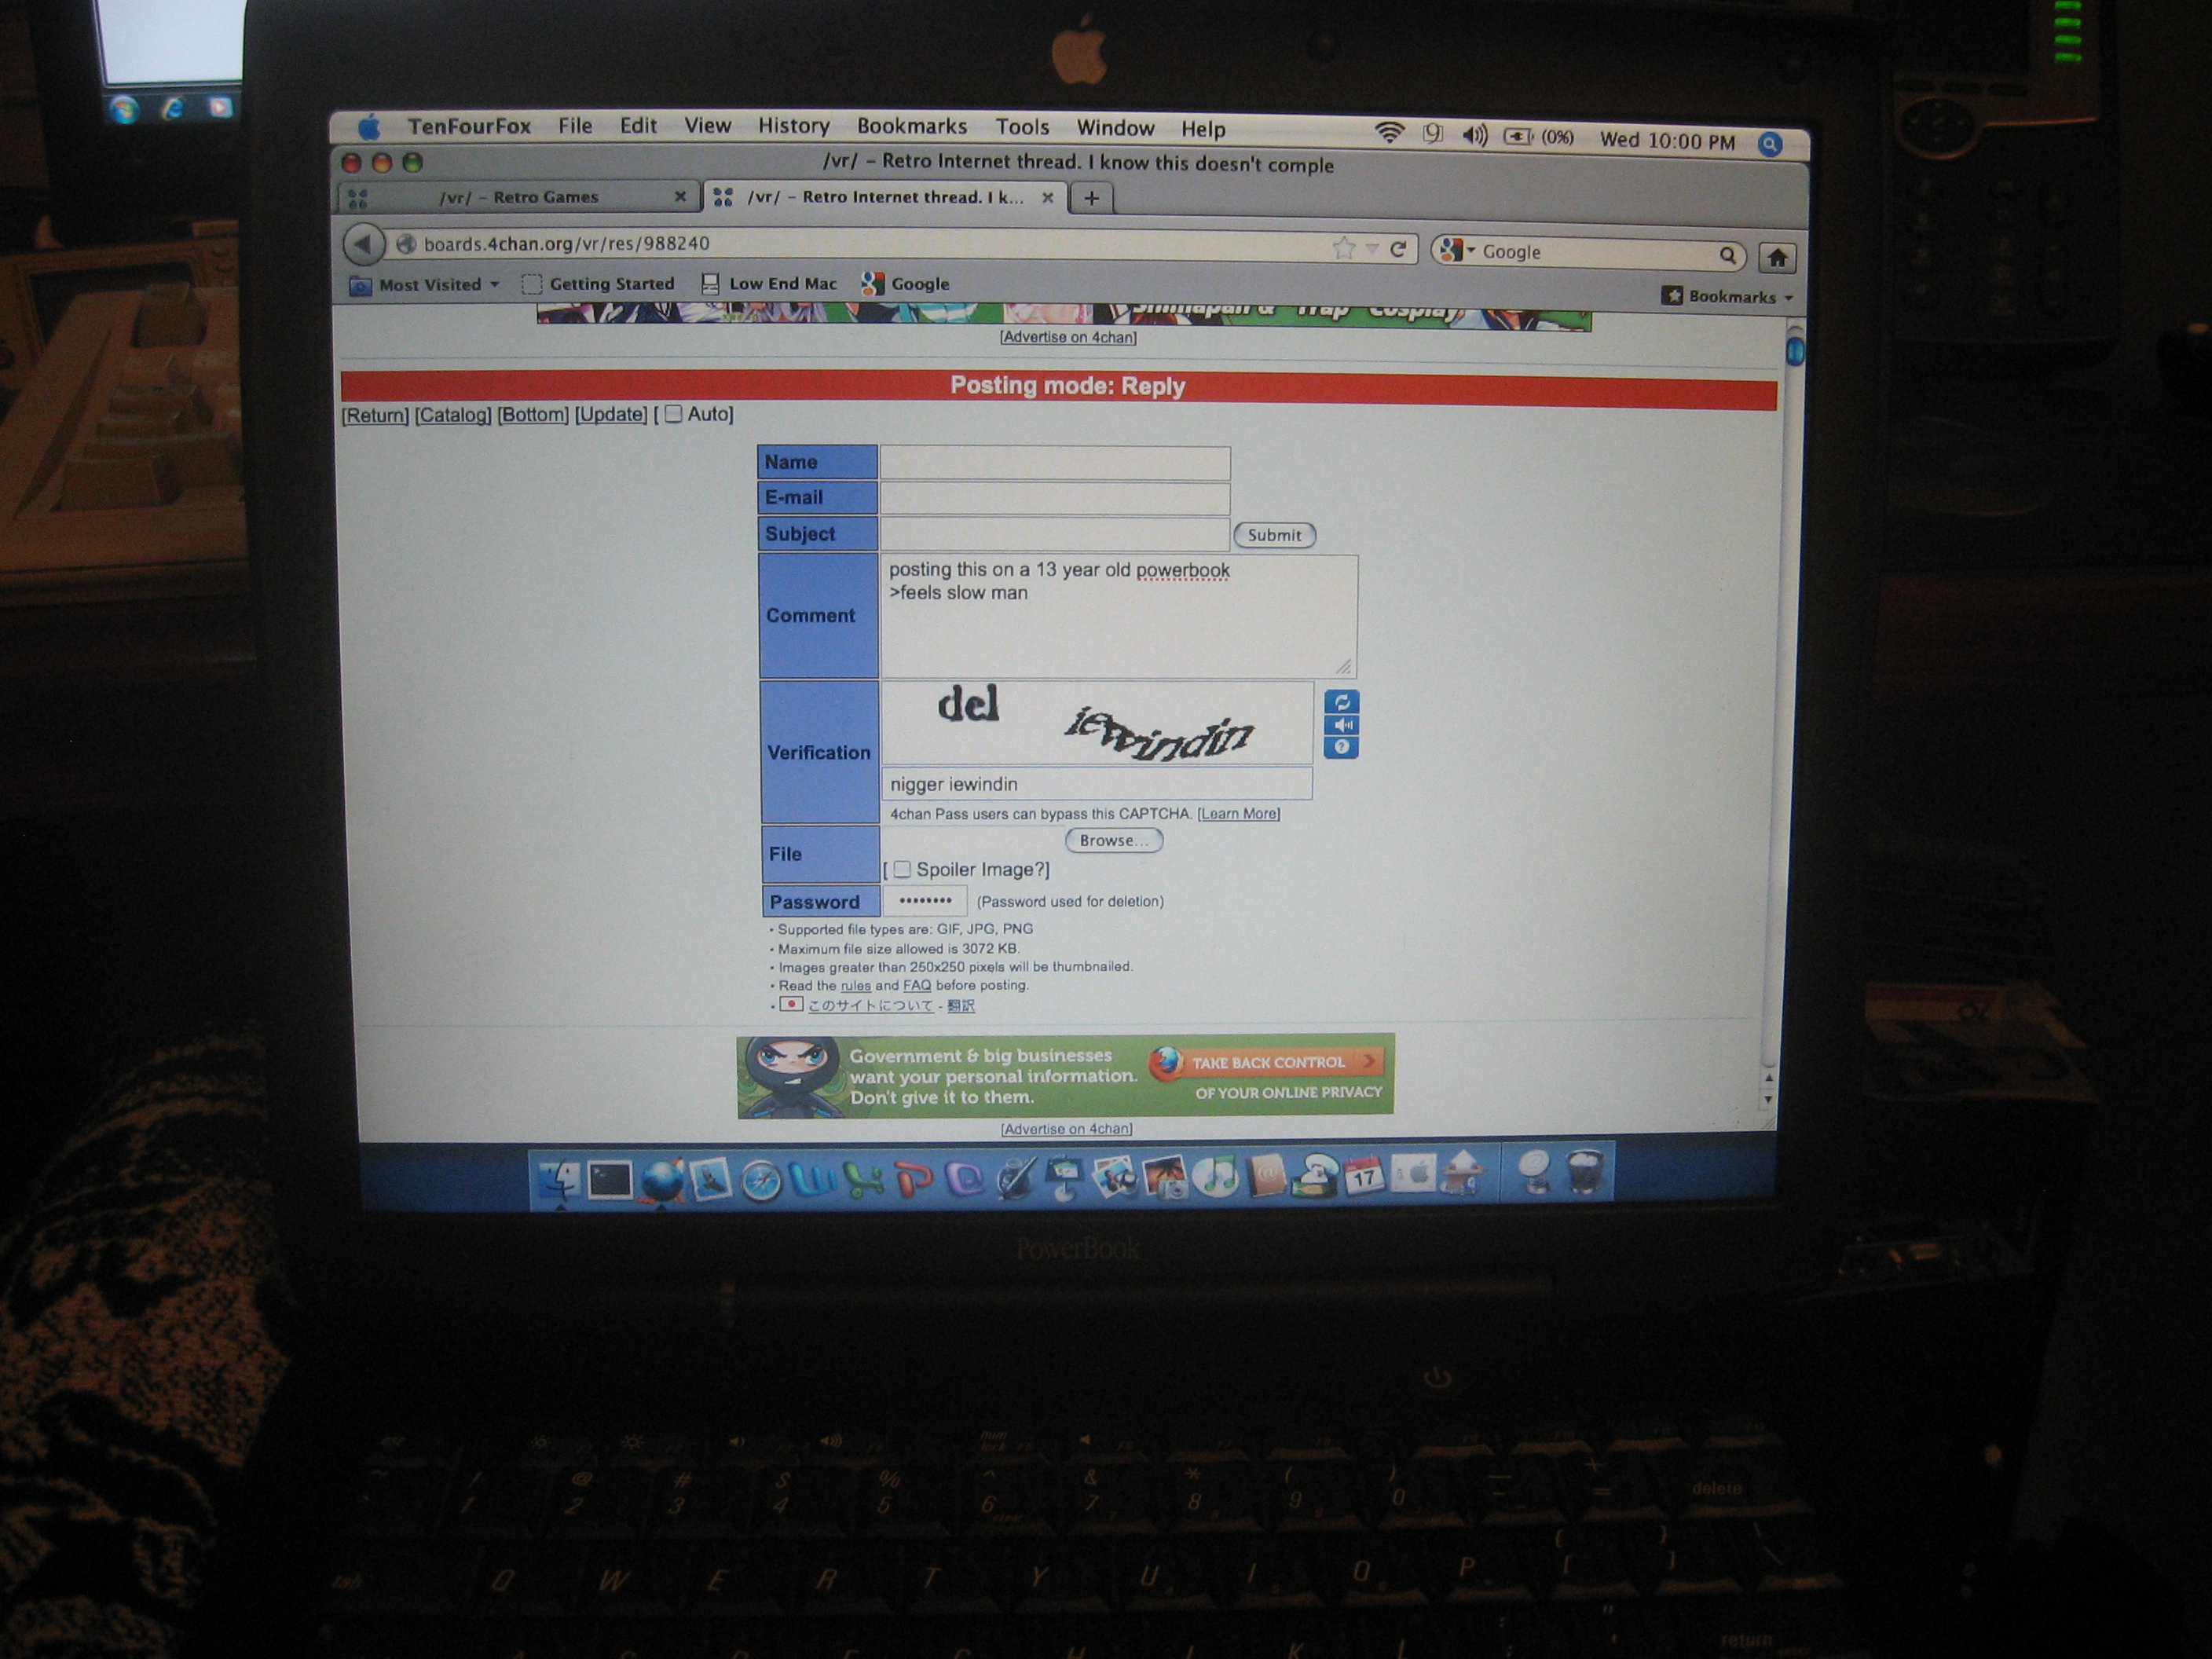 TenFourFox File Edit View History Bookmarks Tools Window Help (0%) Wed 10:00 PM
/vr/ – Retro Internet thread. I know this doesn't comple
/vr/ – Retro Games
/vr/ – Retro Internet thread. I k...
boards.4chan.org/vr/res/988240
Google
Most Visited Getting Started Low End Mac Google
Bookmarks
Shimapan & Trap Cosplay
[Advertise on 4chan]
Posting mode: Reply
[Return] [Catalog] [Bottom] [Update] [ Auto]
Name
E-mail
Subject
Submit
Comment
posting this on a 13 year old powerbook
>feels slow man
Verification
del iewindin
nigger iewindin
4chan Pass users can bypass this CAPTCHA. [Learn More]
File
Browse...
[ Spoiler Image?]
Password
(Password used for deletion)
• Supported file types are: GIF, JPG, PNG
• Maximum file size allowed is 3072 KB.
• Images greater than 250x250 pixels will be thumbnailed.
• Read the rules and FAQ before posting.
• このサイトについて - 翻訳
Government & big businesses
want your personal information.
Don't give it to them.
TAKE BACK CONTROL
OF YOUR ONLINE PRIVACY
[Advertise on 4chan]
17
PowerBook
esc
num lock
~ ! @ # $ % ^ & * ( ) — +
1 2 3 4 5 6 7 8 9 0 - = delete
clear
tab Q W E R T Y U I O P { [ } ] \
K L : " ' return